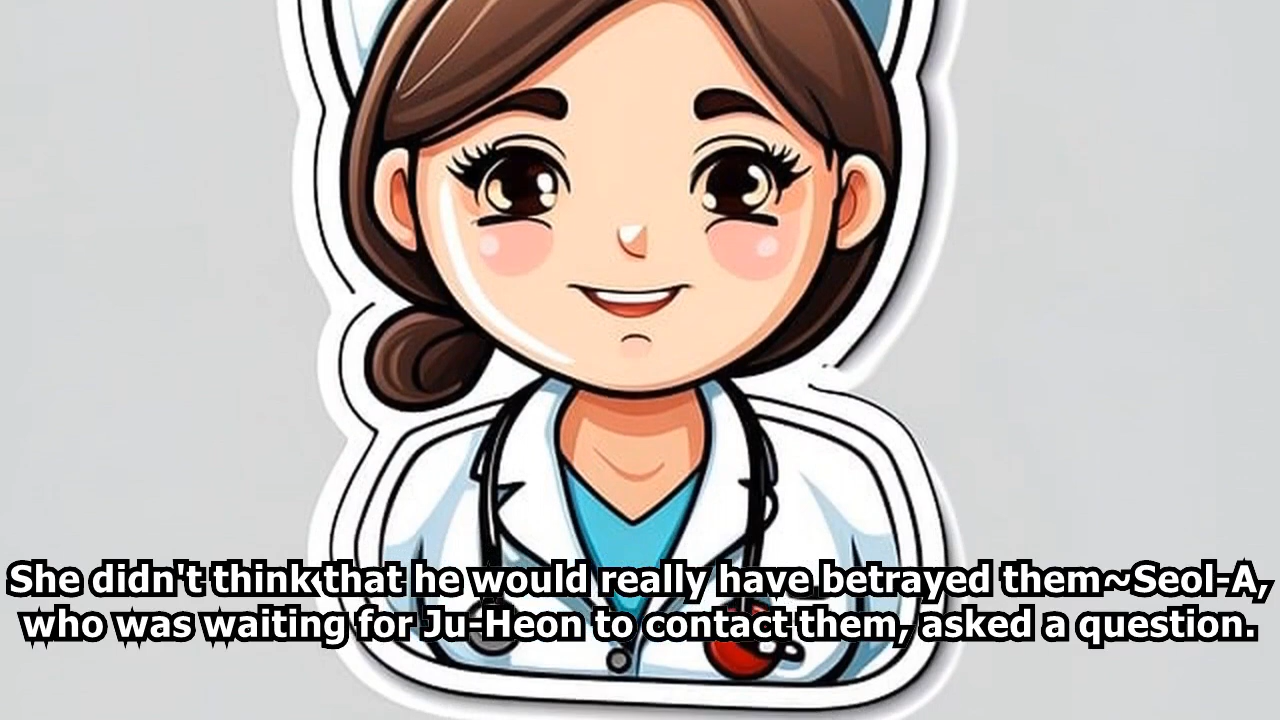 She didn't think that he would really have betrayed them~Seol-A,
who was waiting for Ju-Heon to contact them, asked a question.